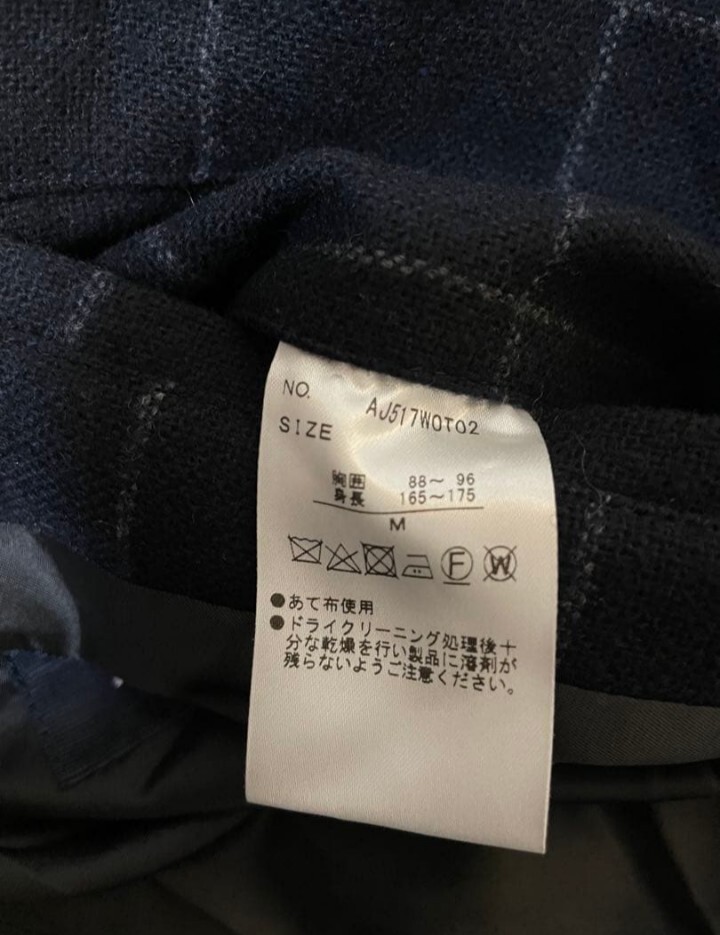 NO. AJ517WOT02
SIZE
胸囲 88～ 96
身長 165～175
M
F W
●あて布使用
●ドライクリーニング処理後十
分な乾燥を行い製品に溶剤が
残らないようご注意ください。